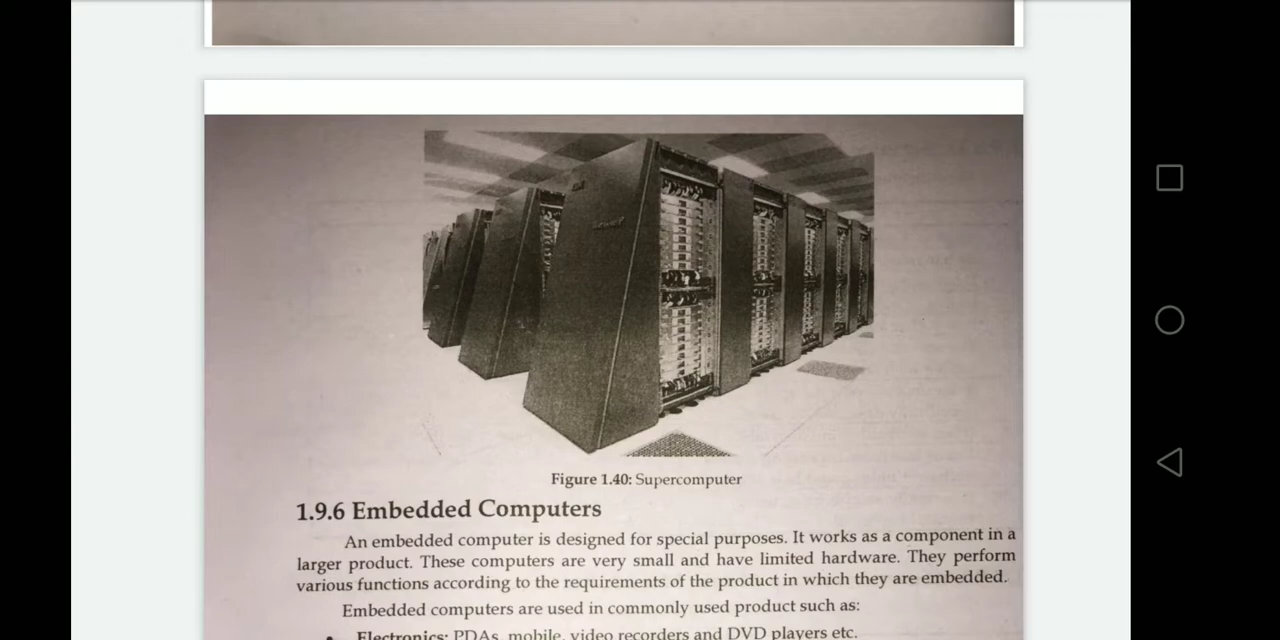 Figure 1.40: Supercomputer
1.9.6 Embedded Computers
An embedded computer is designed for special purposes. It works as a component in a
larger product. These computers are very small and have limited hardware. They perform
various functions according to the requirements of the product in which they are embedded.
Embedded computers are used in commonly used product such as:
• Electronics: PDAs, mobile, video recorders and DVD players etc.